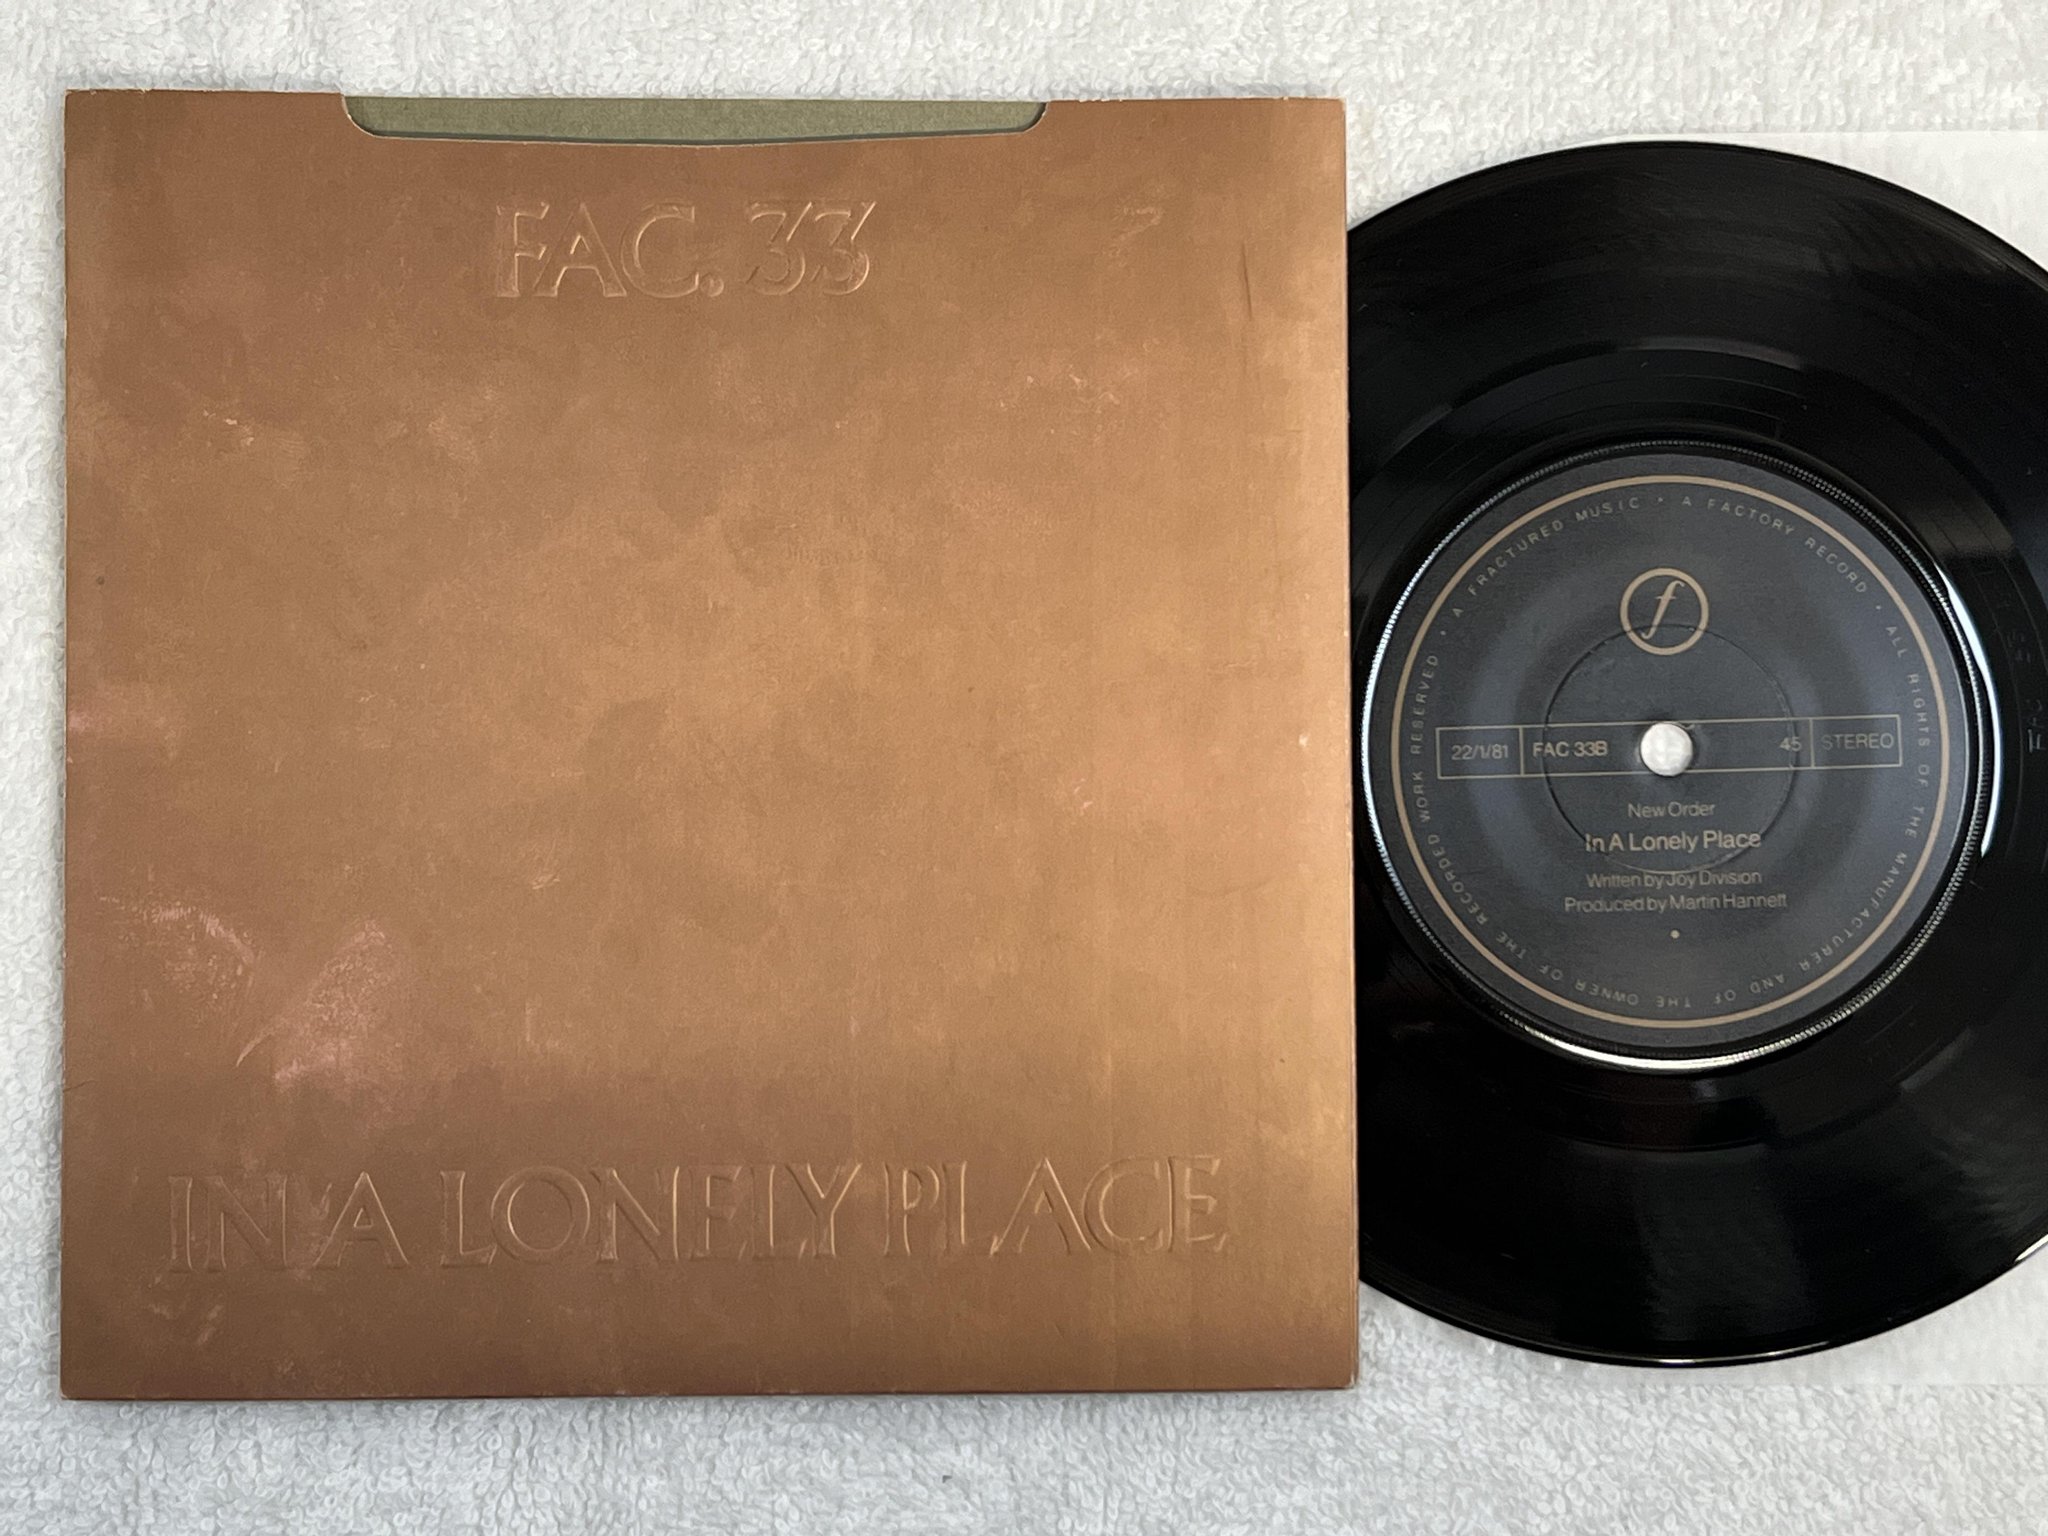 FAC. 33
IN A LONELY PLACE
A FRACTURED MUSIC • A FACTORY RECORD • ALL RIGHTS OF THE MANUFACTURER AND OF THE OWNER OF THE RECORDED WORK RESERVED •
f
22/1/81 FAC 33B 45 STEREO
New Order
In A Lonely Place
Written by Joy Division
Produced by Martin Hannett